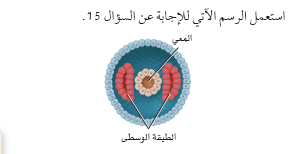 استعمل الرسم الآتي للإجابة عن السؤال 15.
المعي
الطبقة الوسطى